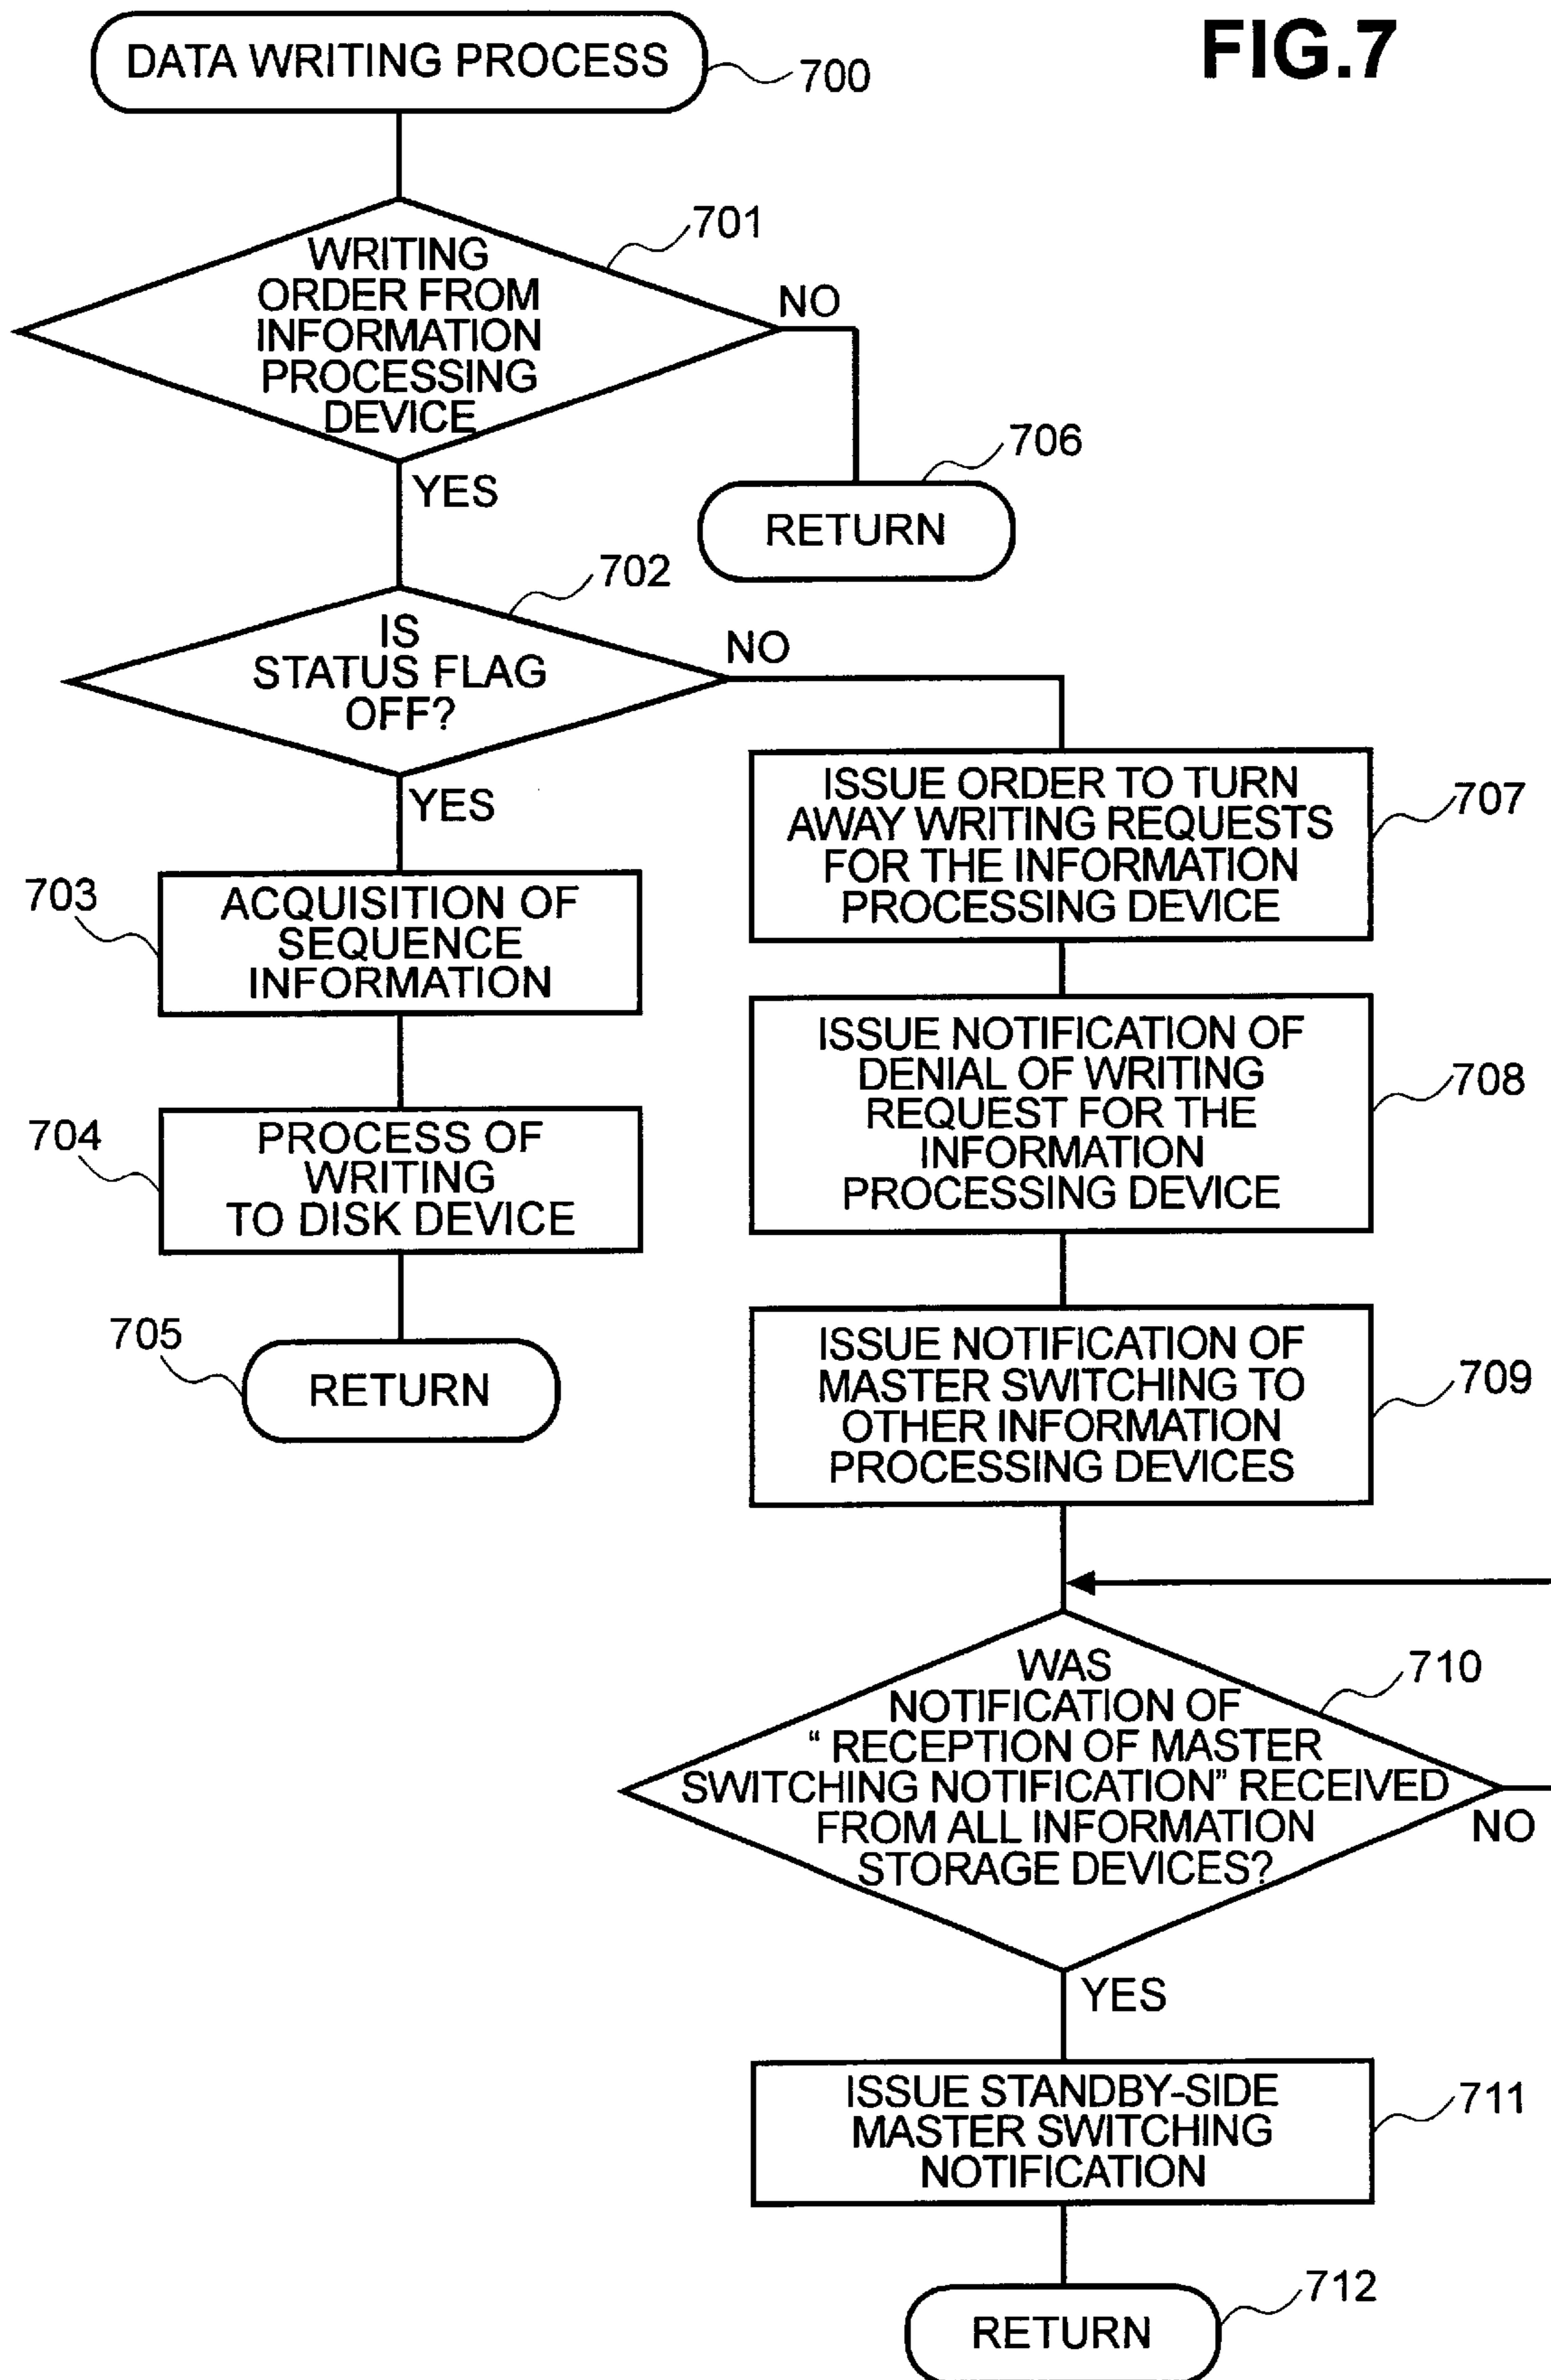 FIG.7
DATA WRITING PROCESS
700
701
WRITING
ORDER FROM
INFORMATION
PROCESSING
DEVICE
NO
YES
706
RETURN
702
IS
STATUS FLAG
OFF?
NO
YES
703
ACQUISITION OF
SEQUENCE
INFORMATION
704
PROCESS OF
WRITING
TO DISK DEVICE
705
RETURN
ISSUE ORDER TO TURN
AWAY WRITING REQUESTS
FOR THE INFORMATION
PROCESSING DEVICE
707
ISSUE NOTIFICATION OF
DENIAL OF WRITING
REQUEST FOR THE
INFORMATION
PROCESSING DEVICE
708
ISSUE NOTIFICATION OF
MASTER SWITCHING TO
OTHER INFORMATION
PROCESSING DEVICES
709
WAS
NOTIFICATION OF
“ RECEPTION OF MASTER
SWITCHING NOTIFICATION” RECEIVED
FROM ALL INFORMATION
STORAGE DEVICES?
710
NO
YES
ISSUE STANDBY-SIDE
MASTER SWITCHING
NOTIFICATION
711
712
RETURN